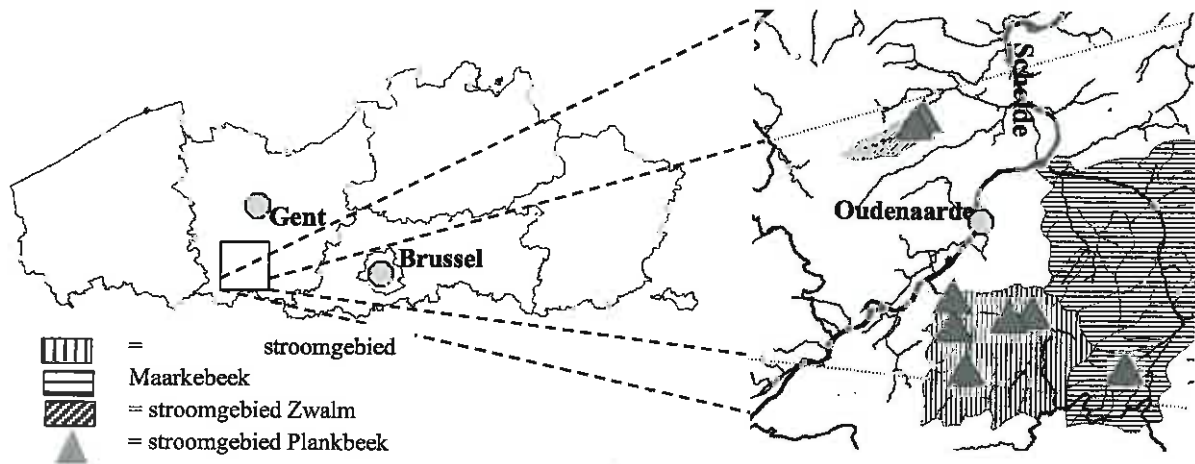 Gent
Brussel
= stroomgebied
Maarkebeek
= stroomgebied Zwalm
= stroomgebied Plankbeek
Schelde
Oudenaarde